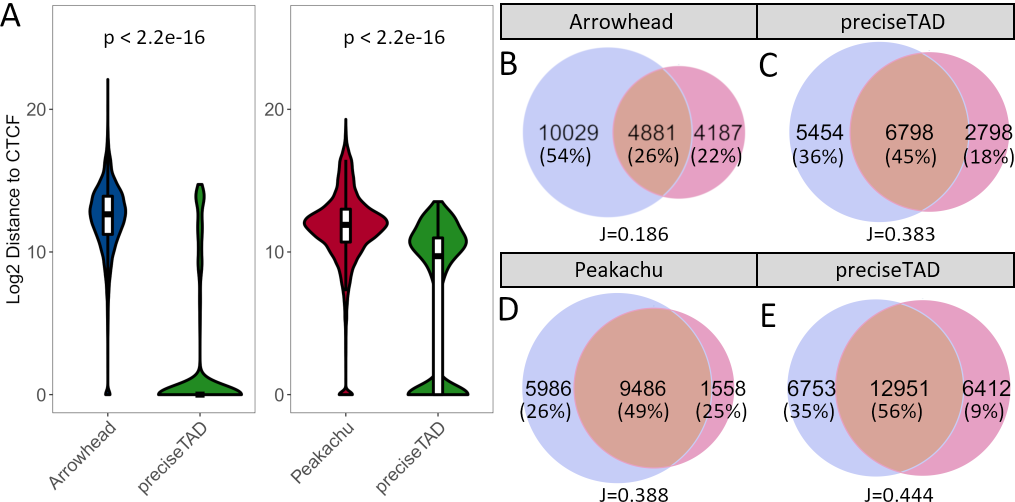 A
p < 2.2e-16
p < 2.2e-16
Log2 Distance to CTCF
20
10
0
20
10
0
Arrowhead
preciseTAD
Peakachu
preciseTAD
Arrowhead
preciseTAD
B
10029
(54%)
4881
(26%)
4187
(22%)
J=0.186
C
5454
(36%)
6798
(45%)
2798
(18%)
J=0.383
Peakachu
preciseTAD
D
5986
(26%)
9486
(49%)
1558
(25%)
J=0.388
E
6753
(35%)
12951
(56%)
6412
(9%)
J=0.444